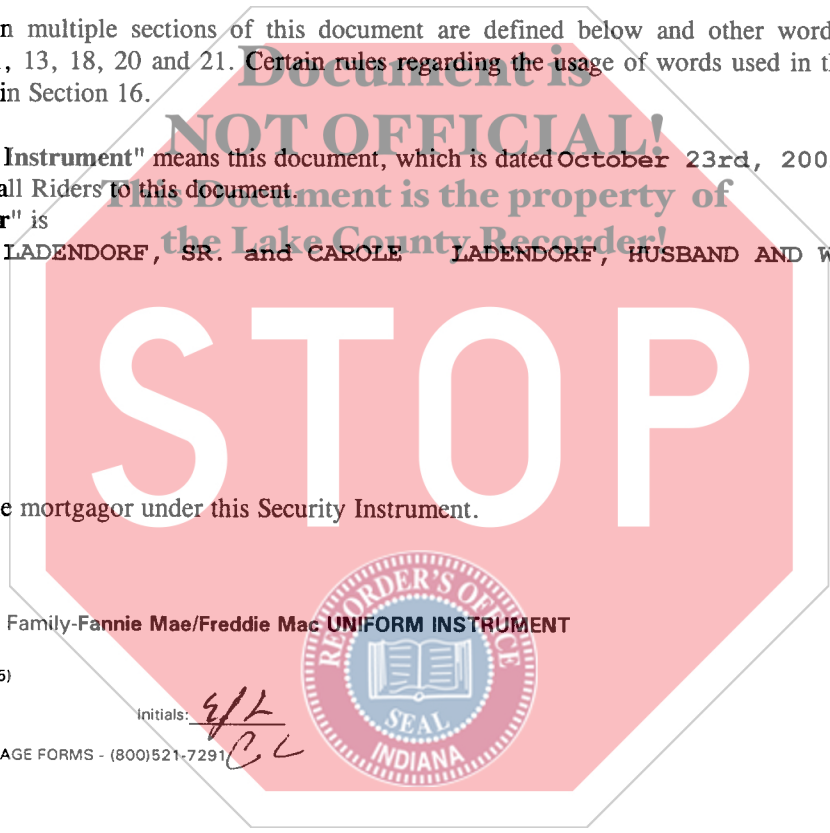 n multiple sections of this document are defined below and other word
, 13, 18, 20 and 21. Certain rules regarding the usage of words used in th
in Section 16.
Document is
NOT OFFICIAL!
This Document is the property of
the Lake County Recorder!
Instrument" means this document, which is dated October 23rd, 200
all Riders to this document.
r" is
LADENDORF, SR. and CAROLE LADENDORF, HUSBAND AND W
STOP
e mortgagor under this Security Instrument.
RECORDER'S OFFICE
SEAL
INDIANA
Family-Fannie Mae/Freddie Mac UNIFORM INSTRUMENT
5)
Initials: EJL
CL
AGE FORMS - (800)521-7291